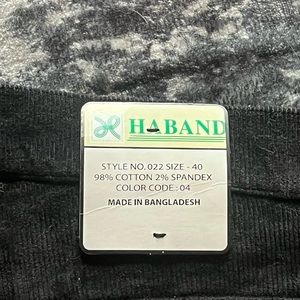 HABAND
STYLE NO. 022 SIZE - 40
98% COTTON 2% SPANDEX
COLOR CODE : 04
MADE IN BANGLADESH